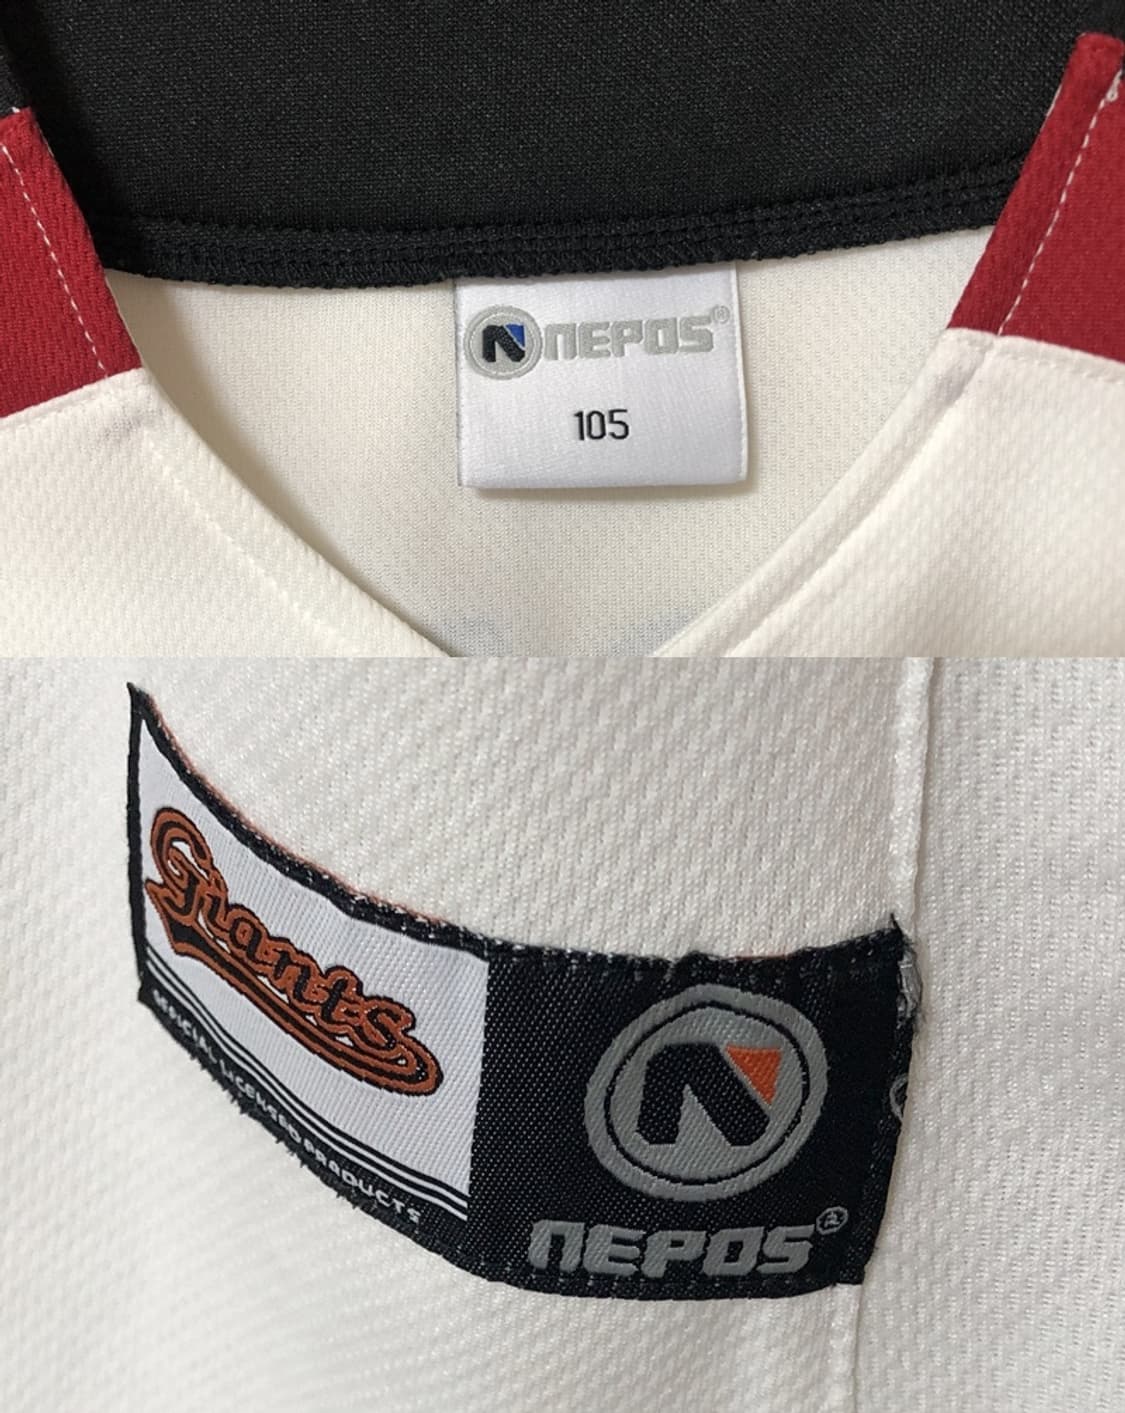 N NEPOS®
105
Giants
OFFICIAL LICENSED PRODUCTS
N
NEPOS®